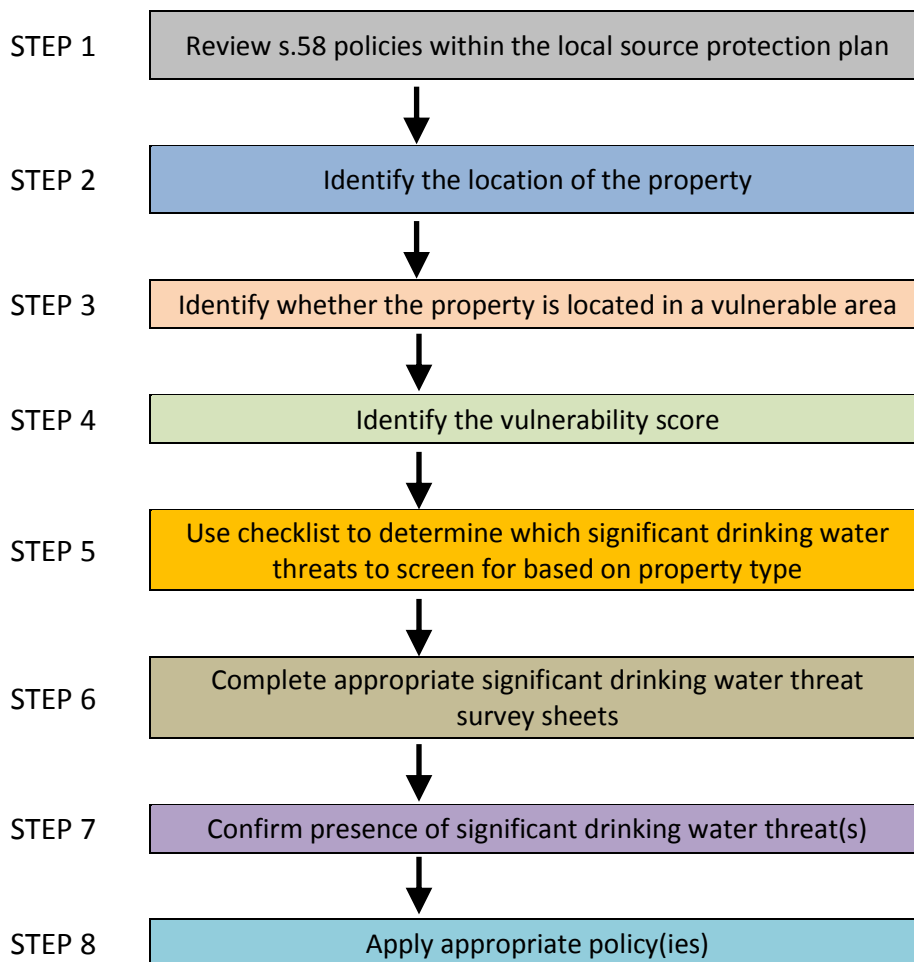 STEP 1
Review s.58 policies within the local source protection plan
STEP 2
Identify the location of the property
STEP 3
Identify whether the property is located in a vulnerable area
STEP 4
Identify the vulnerability score
STEP 5
Use checklist to determine which significant drinking water
threats to screen for based on property type
STEP 6
Complete appropriate significant drinking water threat
survey sheets
STEP 7
Confirm presence of significant drinking water threat(s)
STEP 8
Apply appropriate policy(ies)